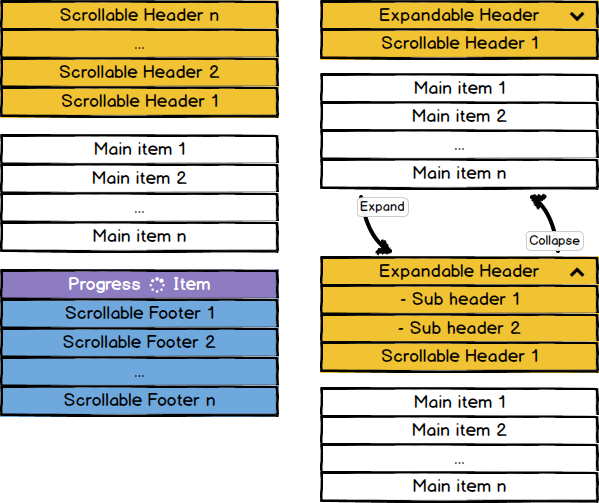 Scrollable Header n
...
Scrollable Header 2
Scrollable Header 1
Main item 1
Main item 2
...
Main item n
Progress Item
Scrollable Footer 1
Scrollable Footer 2
...
Scrollable Footer n
Expandable Header
Scrollable Header 1
Main item 1
Main item 2
...
Main item n
Expand
Collapse
Expandable Header
- Sub header 1
- Sub header 2
Scrollable Header 1
Main item 1
Main item 2
...
Main item n